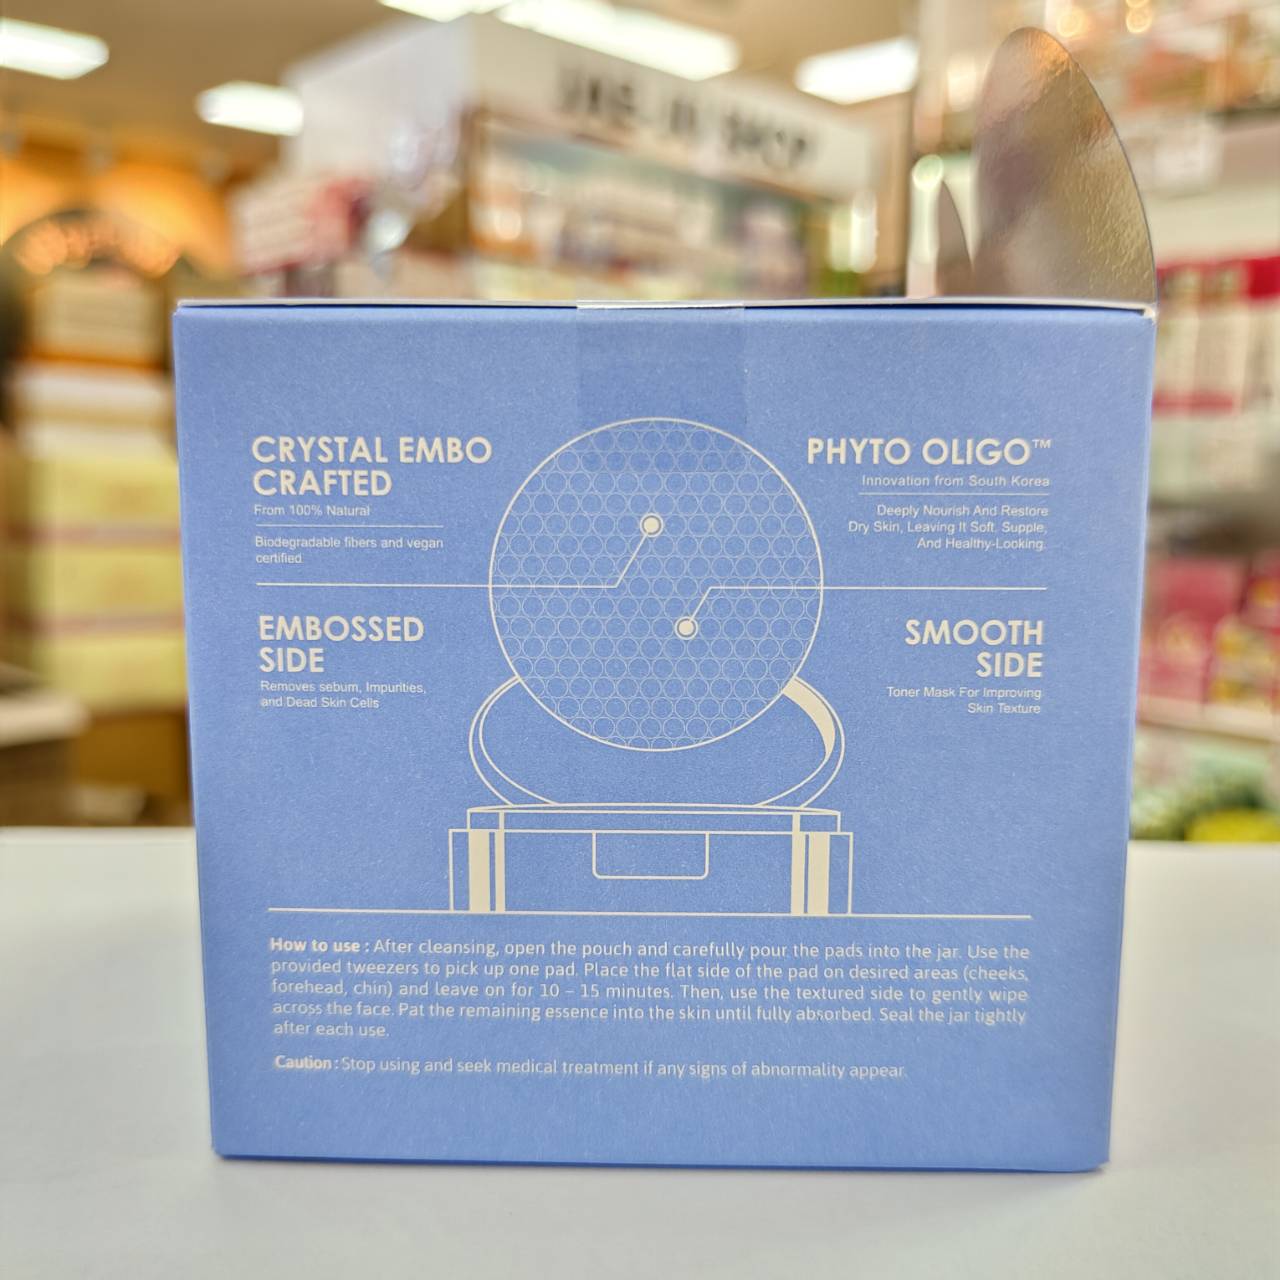 CRYSTAL EMBO
CRAFTED
From 100% Natural
Biodegradable fibers and vegan
certified.
EMBOSSED
SIDE
Removes sebum, Impurities,
and Dead Skin Cells
PHYTO OLIGO™
Innovation from South Korea
Deeply Nourish And Restore
Dry Skin, Leaving It Soft, Supple,
And Healthy-Looking.
SMOOTH
SIDE
Toner Mask For Improving
Skin Texture
How to use : After cleansing, open the pouch and carefully pour the pads into the jar. Use the
provided tweezers to pick up one pad. Place the flat side of the pad on desired areas (cheeks,
forehead, chin) and leave on for 10 – 15 minutes. Then, use the textured side to gently wipe
across the face. Pat the remaining essence into the skin until fully absorbed. Seal the jar tightly
after each use.
Caution : Stop using and seek medical treatment if any signs of abnormality appear.